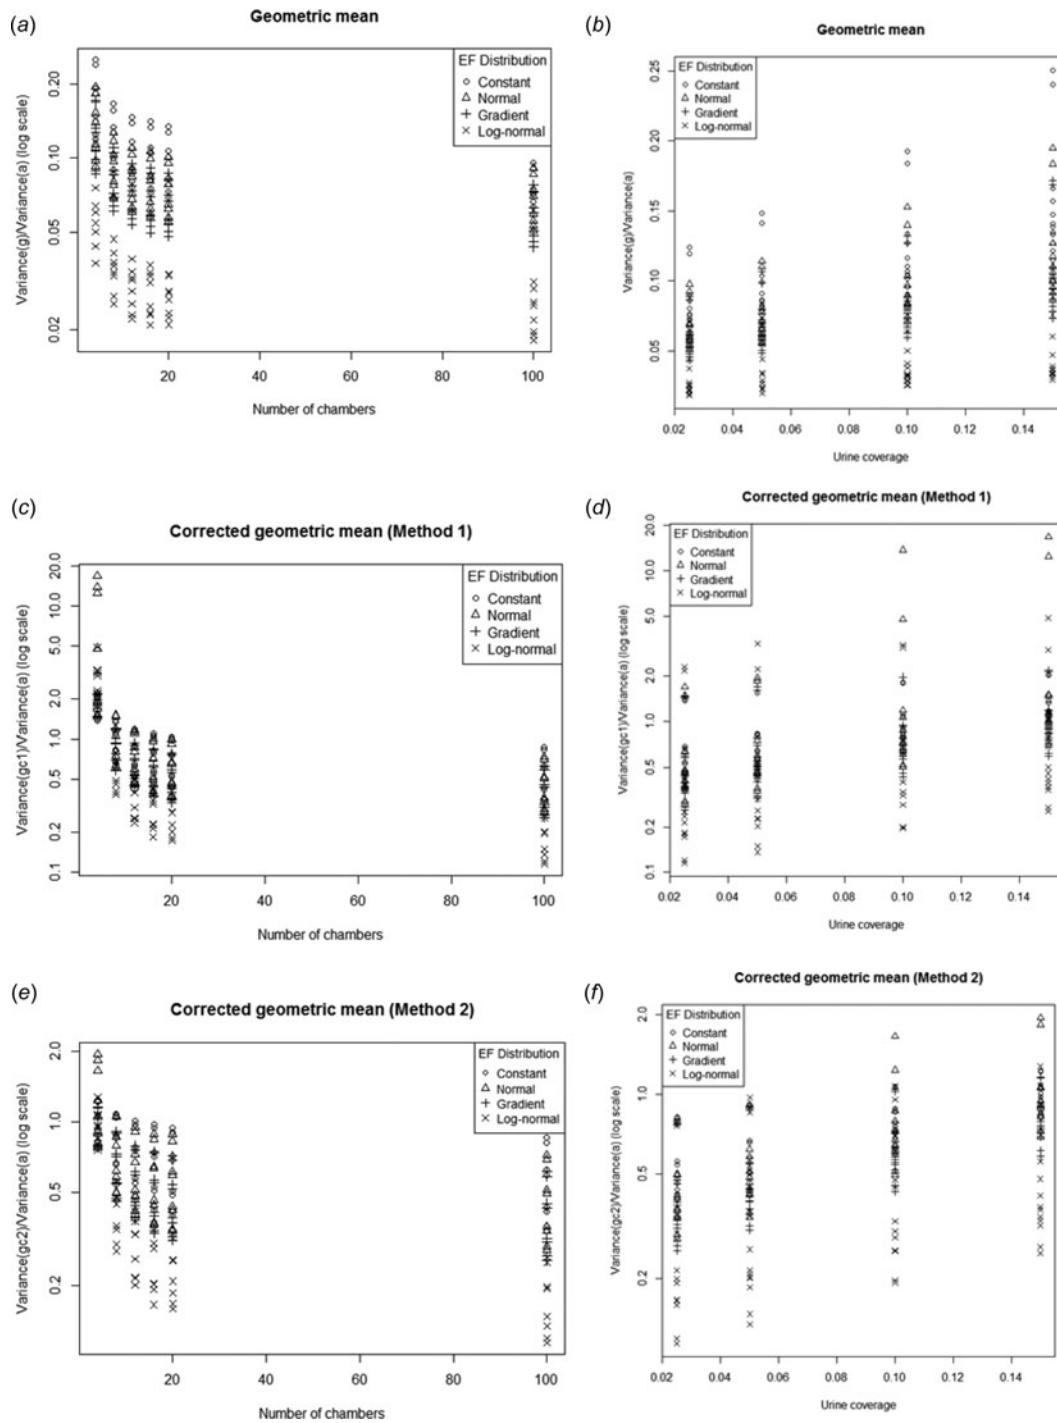 (a)
Geometric mean
Variance(g)/Variance(a) (log scale)
0.20
0.10
0.05
0.02
EF Distribution
Constant
Normal
Gradient
Log-normal
20 40 60 80 100
Number of chambers
(b)
Geometric mean
Variance(g)/Variance(a)
0.25
0.20
0.15
0.10
0.05
EF Distribution
Constant
Normal
Gradient
Log-normal
0.02 0.04 0.06 0.08 0.10 0.12 0.14
Urine coverage
(c)
Corrected geometric mean (Method 1)
Variance(gc1)/Variance(a) (log scale)
20.0
10.0
5.0
2.0
1.0
0.5
0.2
0.1
EF Distribution
Constant
Normal
Gradient
Log-normal
20 40 60 80 100
Number of chambers
(d)
Corrected geometric mean (Method 1)
Variance(gc1)/Variance(a) (log scale)
20.0
10.0
5.0
2.0
1.0
0.5
0.2
0.1
EF Distribution
Constant
Normal
Gradient
Log-normal
0.02 0.04 0.06 0.08 0.10 0.12 0.14
Urine coverage
(e)
Corrected geometric mean (Method 2)
Variance(gc2)/Variance(a) (log scale)
2.0
1.0
0.5
0.2
EF Distribution
Constant
Normal
Gradient
Log-normal
20 40 60 80 100
Number of chambers
(f)
Corrected geometric mean (Method 2)
Variance(gc2)/Variance(a) (log scale)
2.0
1.0
0.5
0.2
EF Distribution
Constant
Normal
Gradient
Log-normal
0.02 0.04 0.06 0.08 0.10 0.12 0.14
Urine coverage